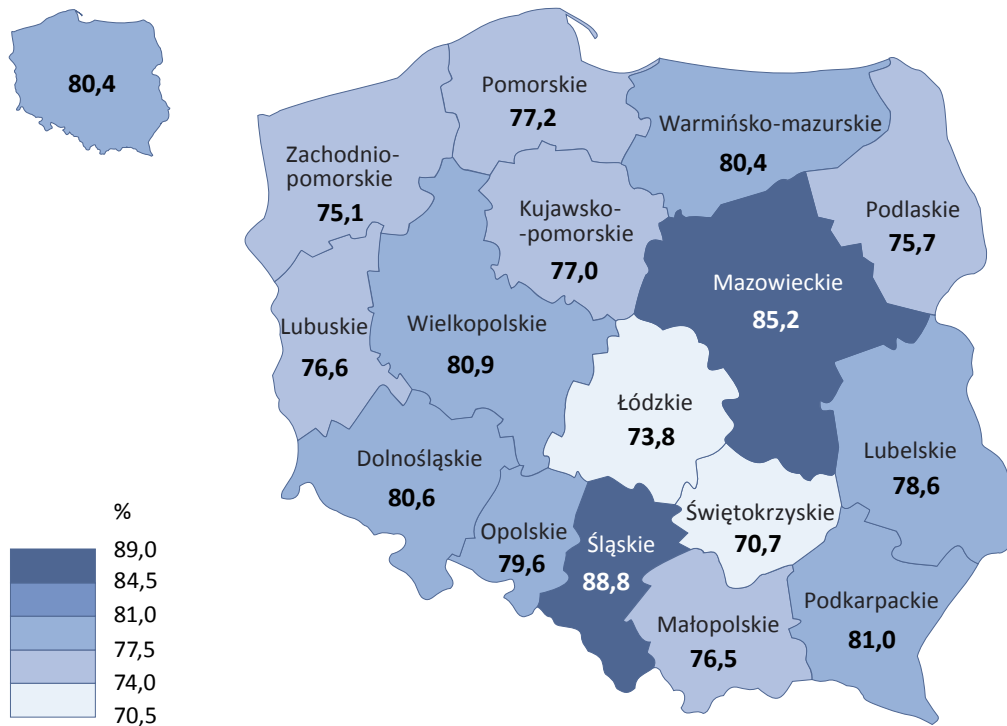 80,4
Pomorskie
77,2
Warmińsko-mazurskie
80,4
Zachodnio-
pomorskie
75,1
Kujawsko-
-pomorskie
77,0
Podlaskie
75,7
Mazowieckie
85,2
Lubuskie
76,6
Wielkopolskie
80,9
Łódzkie
73,8
Dolnośląskie
80,6
Lubelskie
78,6
Opolskie
79,6
Śląskie
88,8
Świętokrzyskie
70,7
Małopolskie
76,5
Podkarpackie
81,0
%
89,0
84,5
81,0
77,5
74,0
70,5